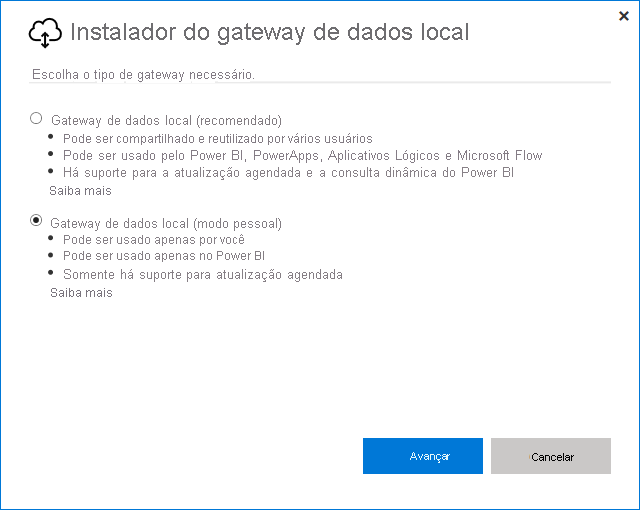 Instalador do gateway de dados local
Escolha o tipo de gateway necessário.
Gateway de dados local (recomendado)
• Pode ser compartilhado e reutilizado por vários usuários
• Pode ser usado pelo Power BI, PowerApps, Aplicativos Lógicos e Microsoft Flow
• Há suporte para a atualização agendada e a consulta dinâmica do Power BI
Saiba mais
Gateway de dados local (modo pessoal)
• Pode ser usado apenas por você
• Pode ser usado apenas no Power BI
• Somente há suporte para atualização agendada
Saiba mais
Avançar
Cancelar